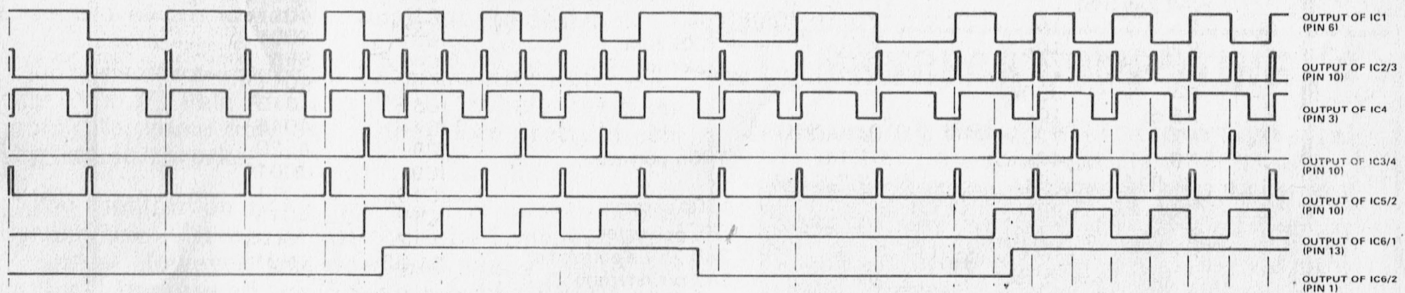 OUTPUT OF IC1
(PIN 6)
OUTPUT OF IC2/3
(PIN 10)
OUTPUT OF IC4
(PIN 3)
OUTPUT OF IC3/4
(PIN 10)
OUTPUT OF IC5/2
(PIN 10)
OUTPUT OF IC6/1
(PIN 13)
OUTPUT OF IC6/2
(PIN 1)